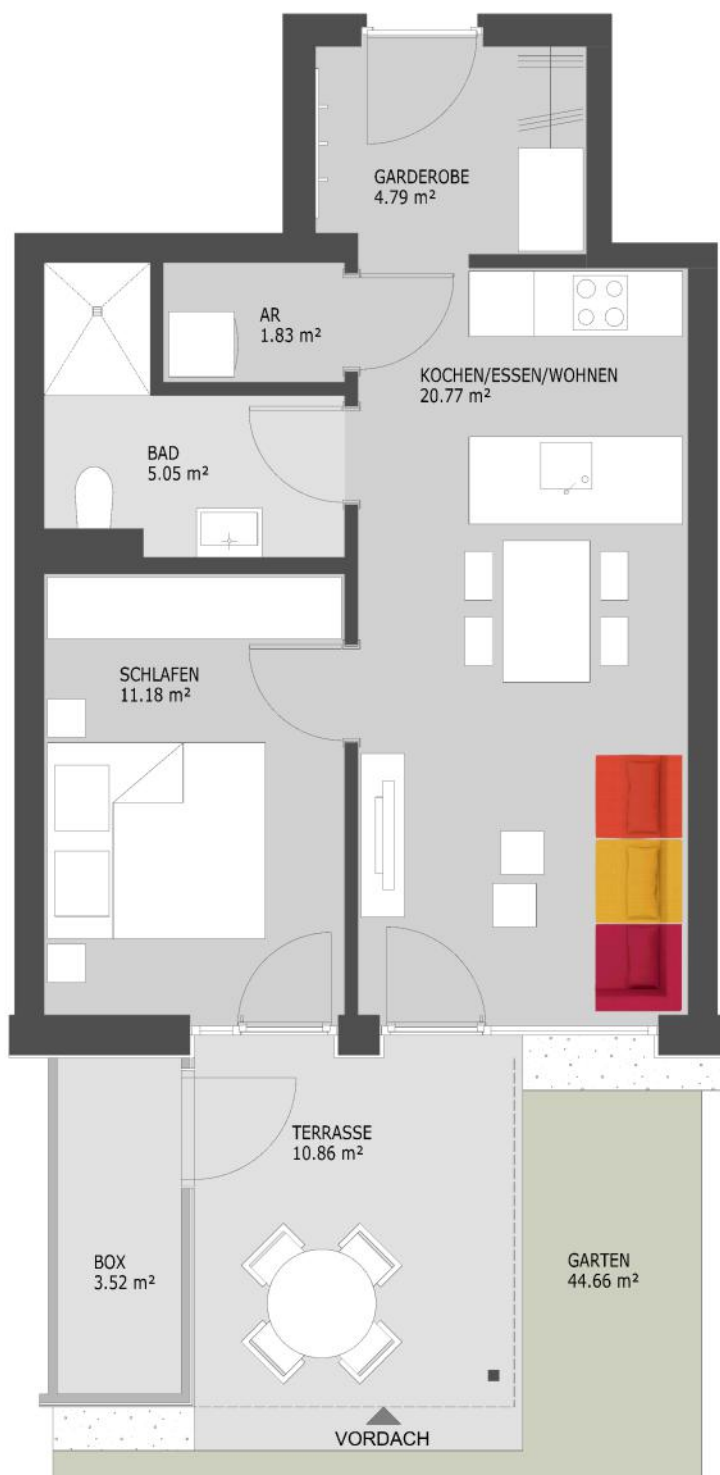 GARDEROBE
4.79 m²
AR
1.83 m²
KOCHEN/ESSEN/WOHNEN
20.77 m²
BAD
5.05 m²
SCHLAFEN
11.18 m²
TERRASSE
10.86 m²
BOX
3.52 m²
GARTEN
44.66 m²
VORDACH